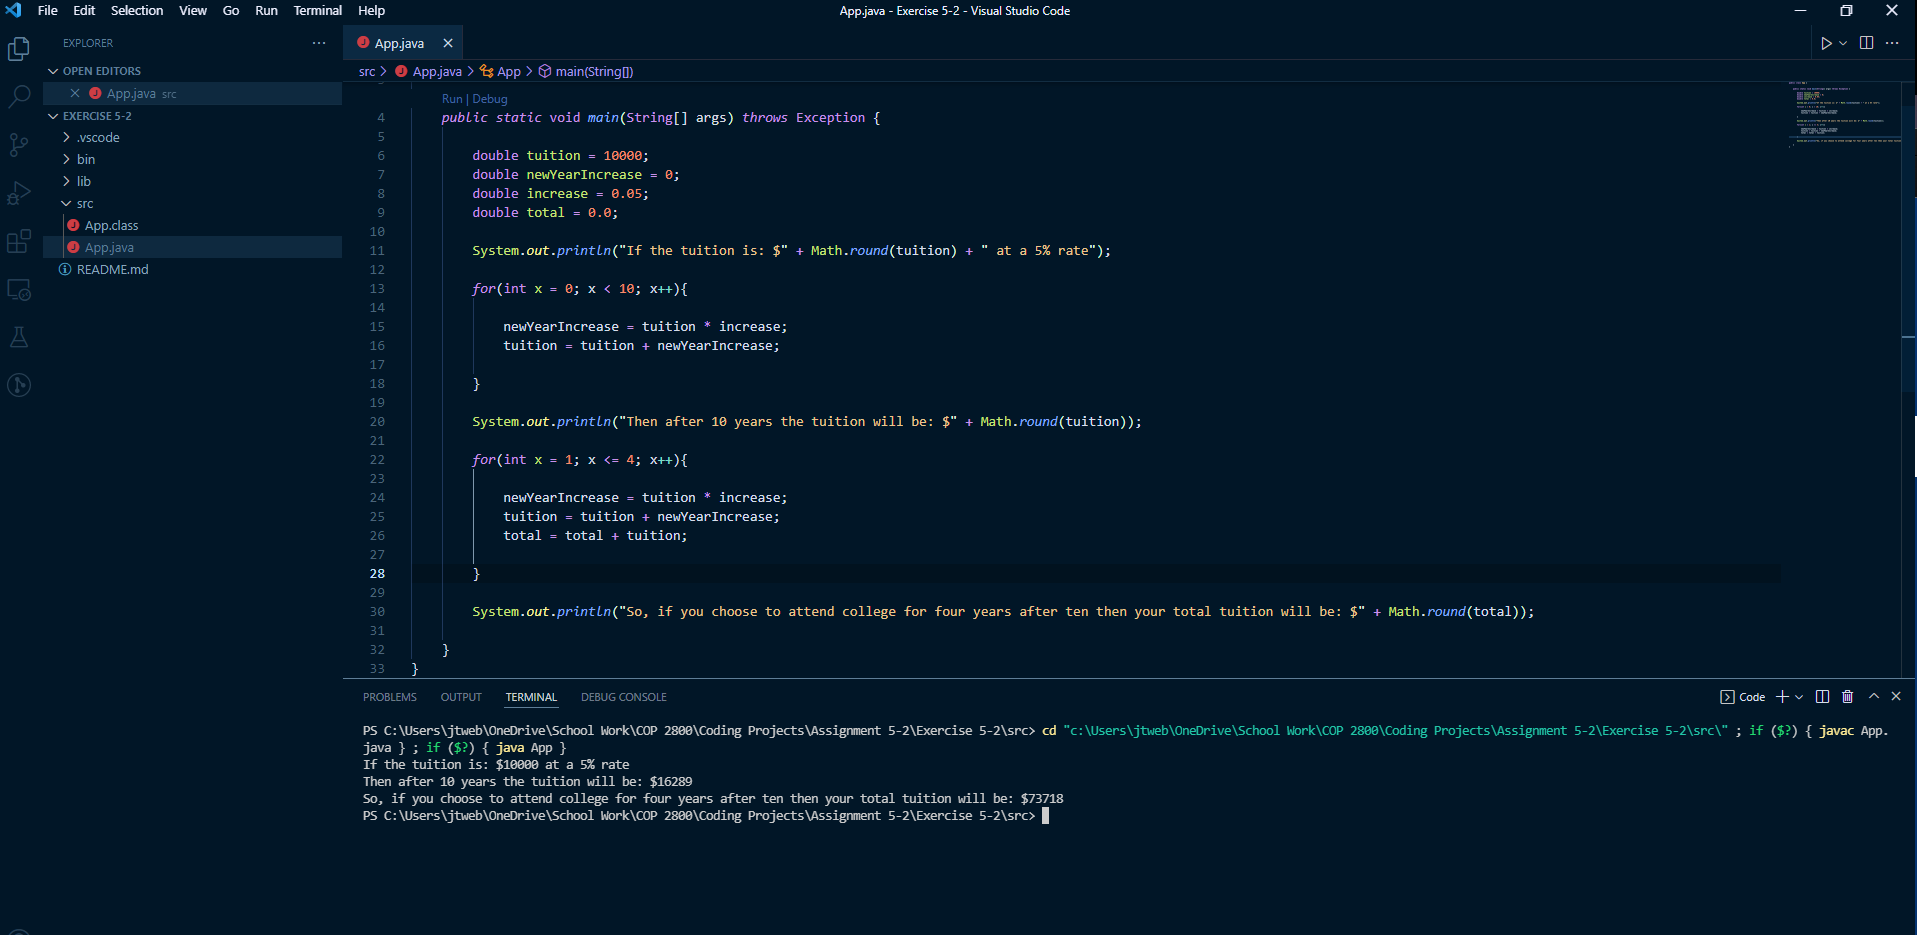 File Edit Selection View Go Run Terminal Help
App.java - Exercise 5-2 - Visual Studio Code
EXPLORER
OPEN EDITORS
App.java src
EXERCISE 5-2
.vscode
bin
lib
src
App.class
App.java
README.md
App.java
src > App.java > App > main(String[])
Run | Debug
4 public static void main(String[] args) throws Exception {
5
6 double tuition = 10000;
7 double newYearIncrease = 0;
8 double increase = 0.05;
9 double total = 0.0;
10
11 System.out.println("If the tuition is: $" + Math.round(tuition) + " at a 5% rate");
12
13 for(int x = 0; x < 10; x++){
14
15 newYearIncrease = tuition * increase;
16 tuition = tuition + newYearIncrease;
17
18 }
19
20 System.out.println("Then after 10 years the tuition will be: $" + Math.round(tuition));
21
22 for(int x = 1; x <= 4; x++){
23
24 newYearIncrease = tuition * increase;
25 tuition = tuition + newYearIncrease;
26 total = total + tuition;
27
28 }
29
30 System.out.println("So, if you choose to attend college for four years after ten then your total tuition will be: $" + Math.round(total));
31
32 }
33 }
PROBLEMS OUTPUT TERMINAL DEBUG CONSOLE
Code
PS C:\Users\jtweb\OneDrive\School Work\COP 2800\Coding Projects\Assignment 5-2\Exercise 5-2\src> cd "c:\Users\jtweb\OneDrive\School Work\COP 2800\Coding Projects\Assignment 5-2\Exercise 5-2\src\" ; if ($?) { javac App.
java } ; if ($?) { java App }
If the tuition is: $10000 at a 5% rate
Then after 10 years the tuition will be: $16289
So, if you choose to attend college for four years after ten then your total tuition will be: $73718
PS C:\Users\jtweb\OneDrive\School Work\COP 2800\Coding Projects\Assignment 5-2\Exercise 5-2\src>